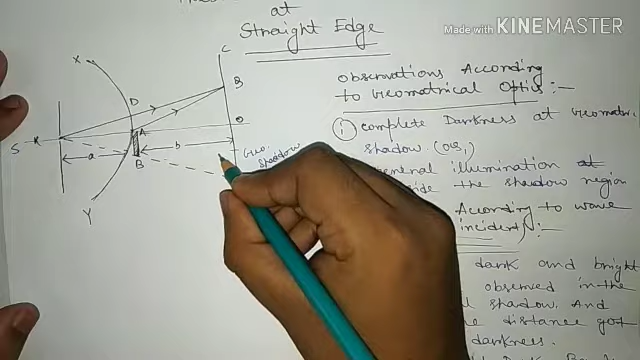 at
Straight Edge
Made with KINEMASTER
C
X
B
D
observations According
to Geometrical Optics :-
S
K
A
O
a
b
B
Geo.
shadow
Y
(i) complete Darkness at Geometri
shadow (OS,)
general illumination at
side the shadow region
According to wave
incident, :-
dark and bright
observed in the
l shadow. And
distance
darkness.